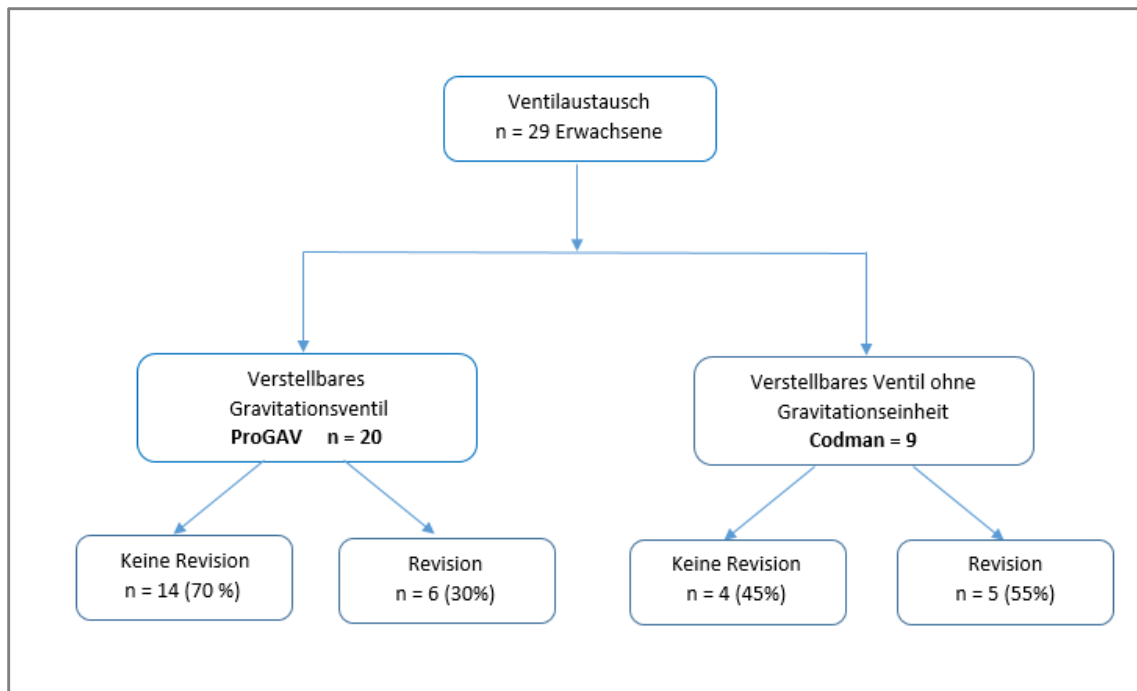 Ventilaustausch
n = 29 Erwachsene
Verstellbares
Gravitationsventil
ProGAV n = 20
Verstellbares Ventil ohne
Gravitationseinheit
Codman = 9
Keine Revision
n = 14 (70 %)
Revision
n = 6 (30%)
Keine Revision
n = 4 (45%)
Revision
n = 5 (55%)